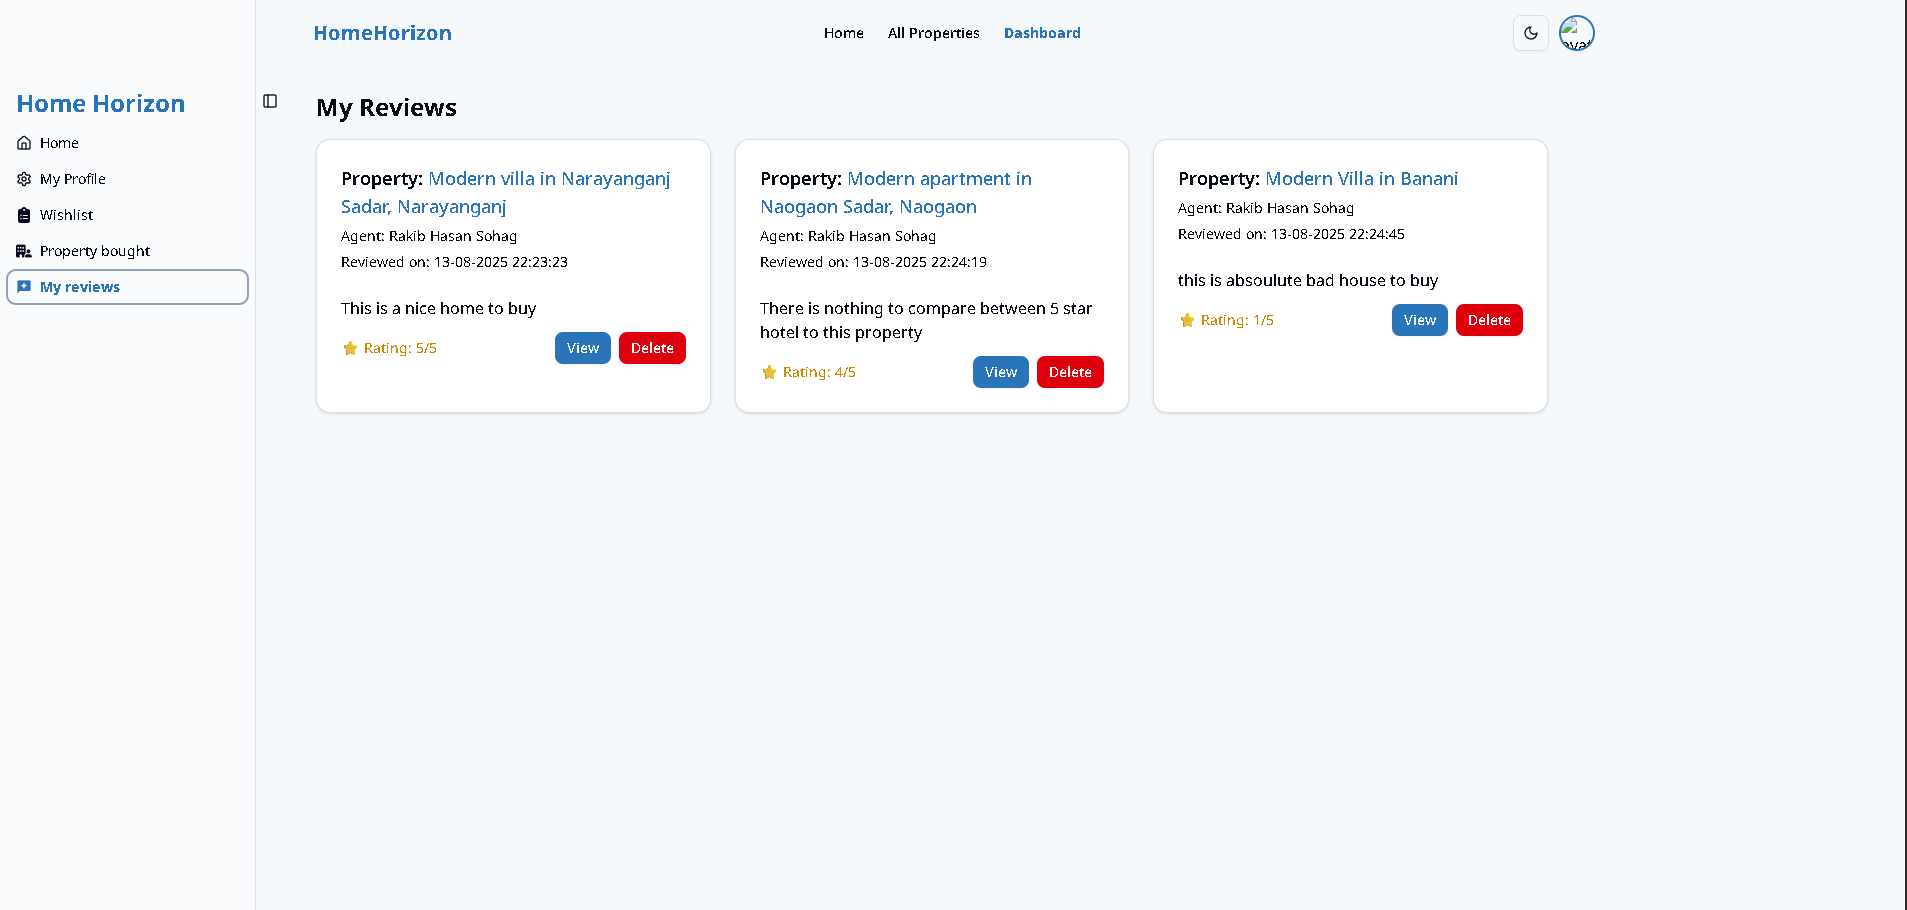 HomeHorizon
Home
All Properties
Dashboard
Home Horizon
Home
My Profile
Wishlist
Property bought
My reviews
My Reviews
Property: Modern villa in Narayanganj
Sadar, Narayanganj
Agent: Rakib Hasan Sohag
Reviewed on: 13-08-2025 22:23:23
This is a nice home to buy
Rating: 5/5
View
Delete
Property: Modern apartment in
Naogaon Sadar, Naogaon
Agent: Rakib Hasan Sohag
Reviewed on: 13-08-2025 22:24:19
There is nothing to compare between 5 star
hotel to this property
Rating: 4/5
View
Delete
Property: Modern Villa in Banani
Agent: Rakib Hasan Sohag
Reviewed on: 13-08-2025 22:24:45
this is absoulute bad house to buy
Rating: 1/5
View
Delete